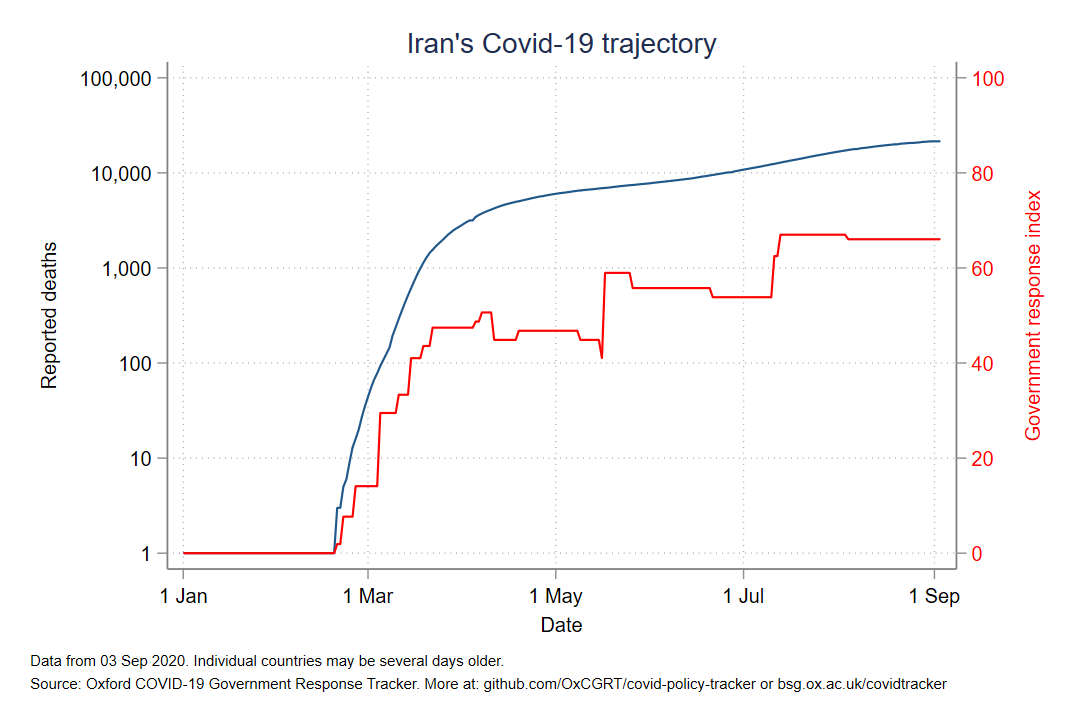 Iran's Covid-19 trajectory
100,000
10,000
1,000
100
10
1
Reported deaths
100
80
60
40
20
0
Government response index
1 Jan
1 Mar
1 May
1 Jul
1 Sep
Date
Data from 03 Sep 2020. Individual countries may be several days older.
Source: Oxford COVID-19 Government Response Tracker. More at: github.com/OxCGRT/covid-policy-tracker or bsg.ox.ac.uk/covidtracker